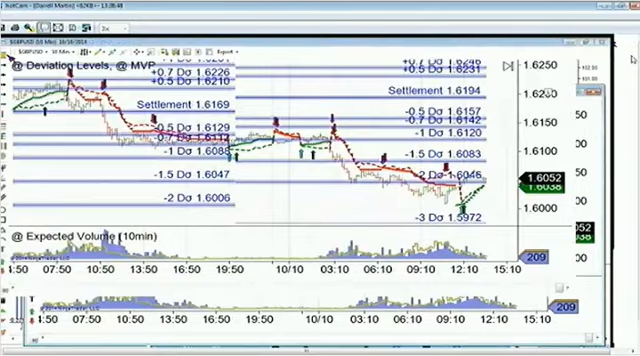 hotCam - [Darrell Martin]
$GBPUSD (10 Min) 10/10/2014
$GBPUSD 10 Min
Export
@ Deviation Levels, @ MVP
+0.7 Dσ 1.6226
+0.5 Dσ 1.6210
Settlement 1.6169
-0.5 Dσ 1.6129
-1 Dσ 1.6088
-1.5 Dσ 1.6047
-2 Dσ 1.6006
+0.5 Dσ 1.6231
Settlement 1.6194
-0.5 Dσ 1.6157
-0.7 Dσ 1.6142
-1 Dσ 1.6120
-1.5 Dσ 1.6083
-2 Dσ 1.6046
-3 Dσ 1.5972
1.6250
1.6200
1.6150
1.6100
1.6052
1.6038
1.6000
@ Expected Volume (10min)
209
1:50 07:50 10:50 13:50 16:50 19:50 10/10 03:10 06:10 09:10 12:10 15:10
209
1:50 07:50 10:50 13:50 16:50 19:50 10/10 03:10 06:10 09:10 12:10 15:10